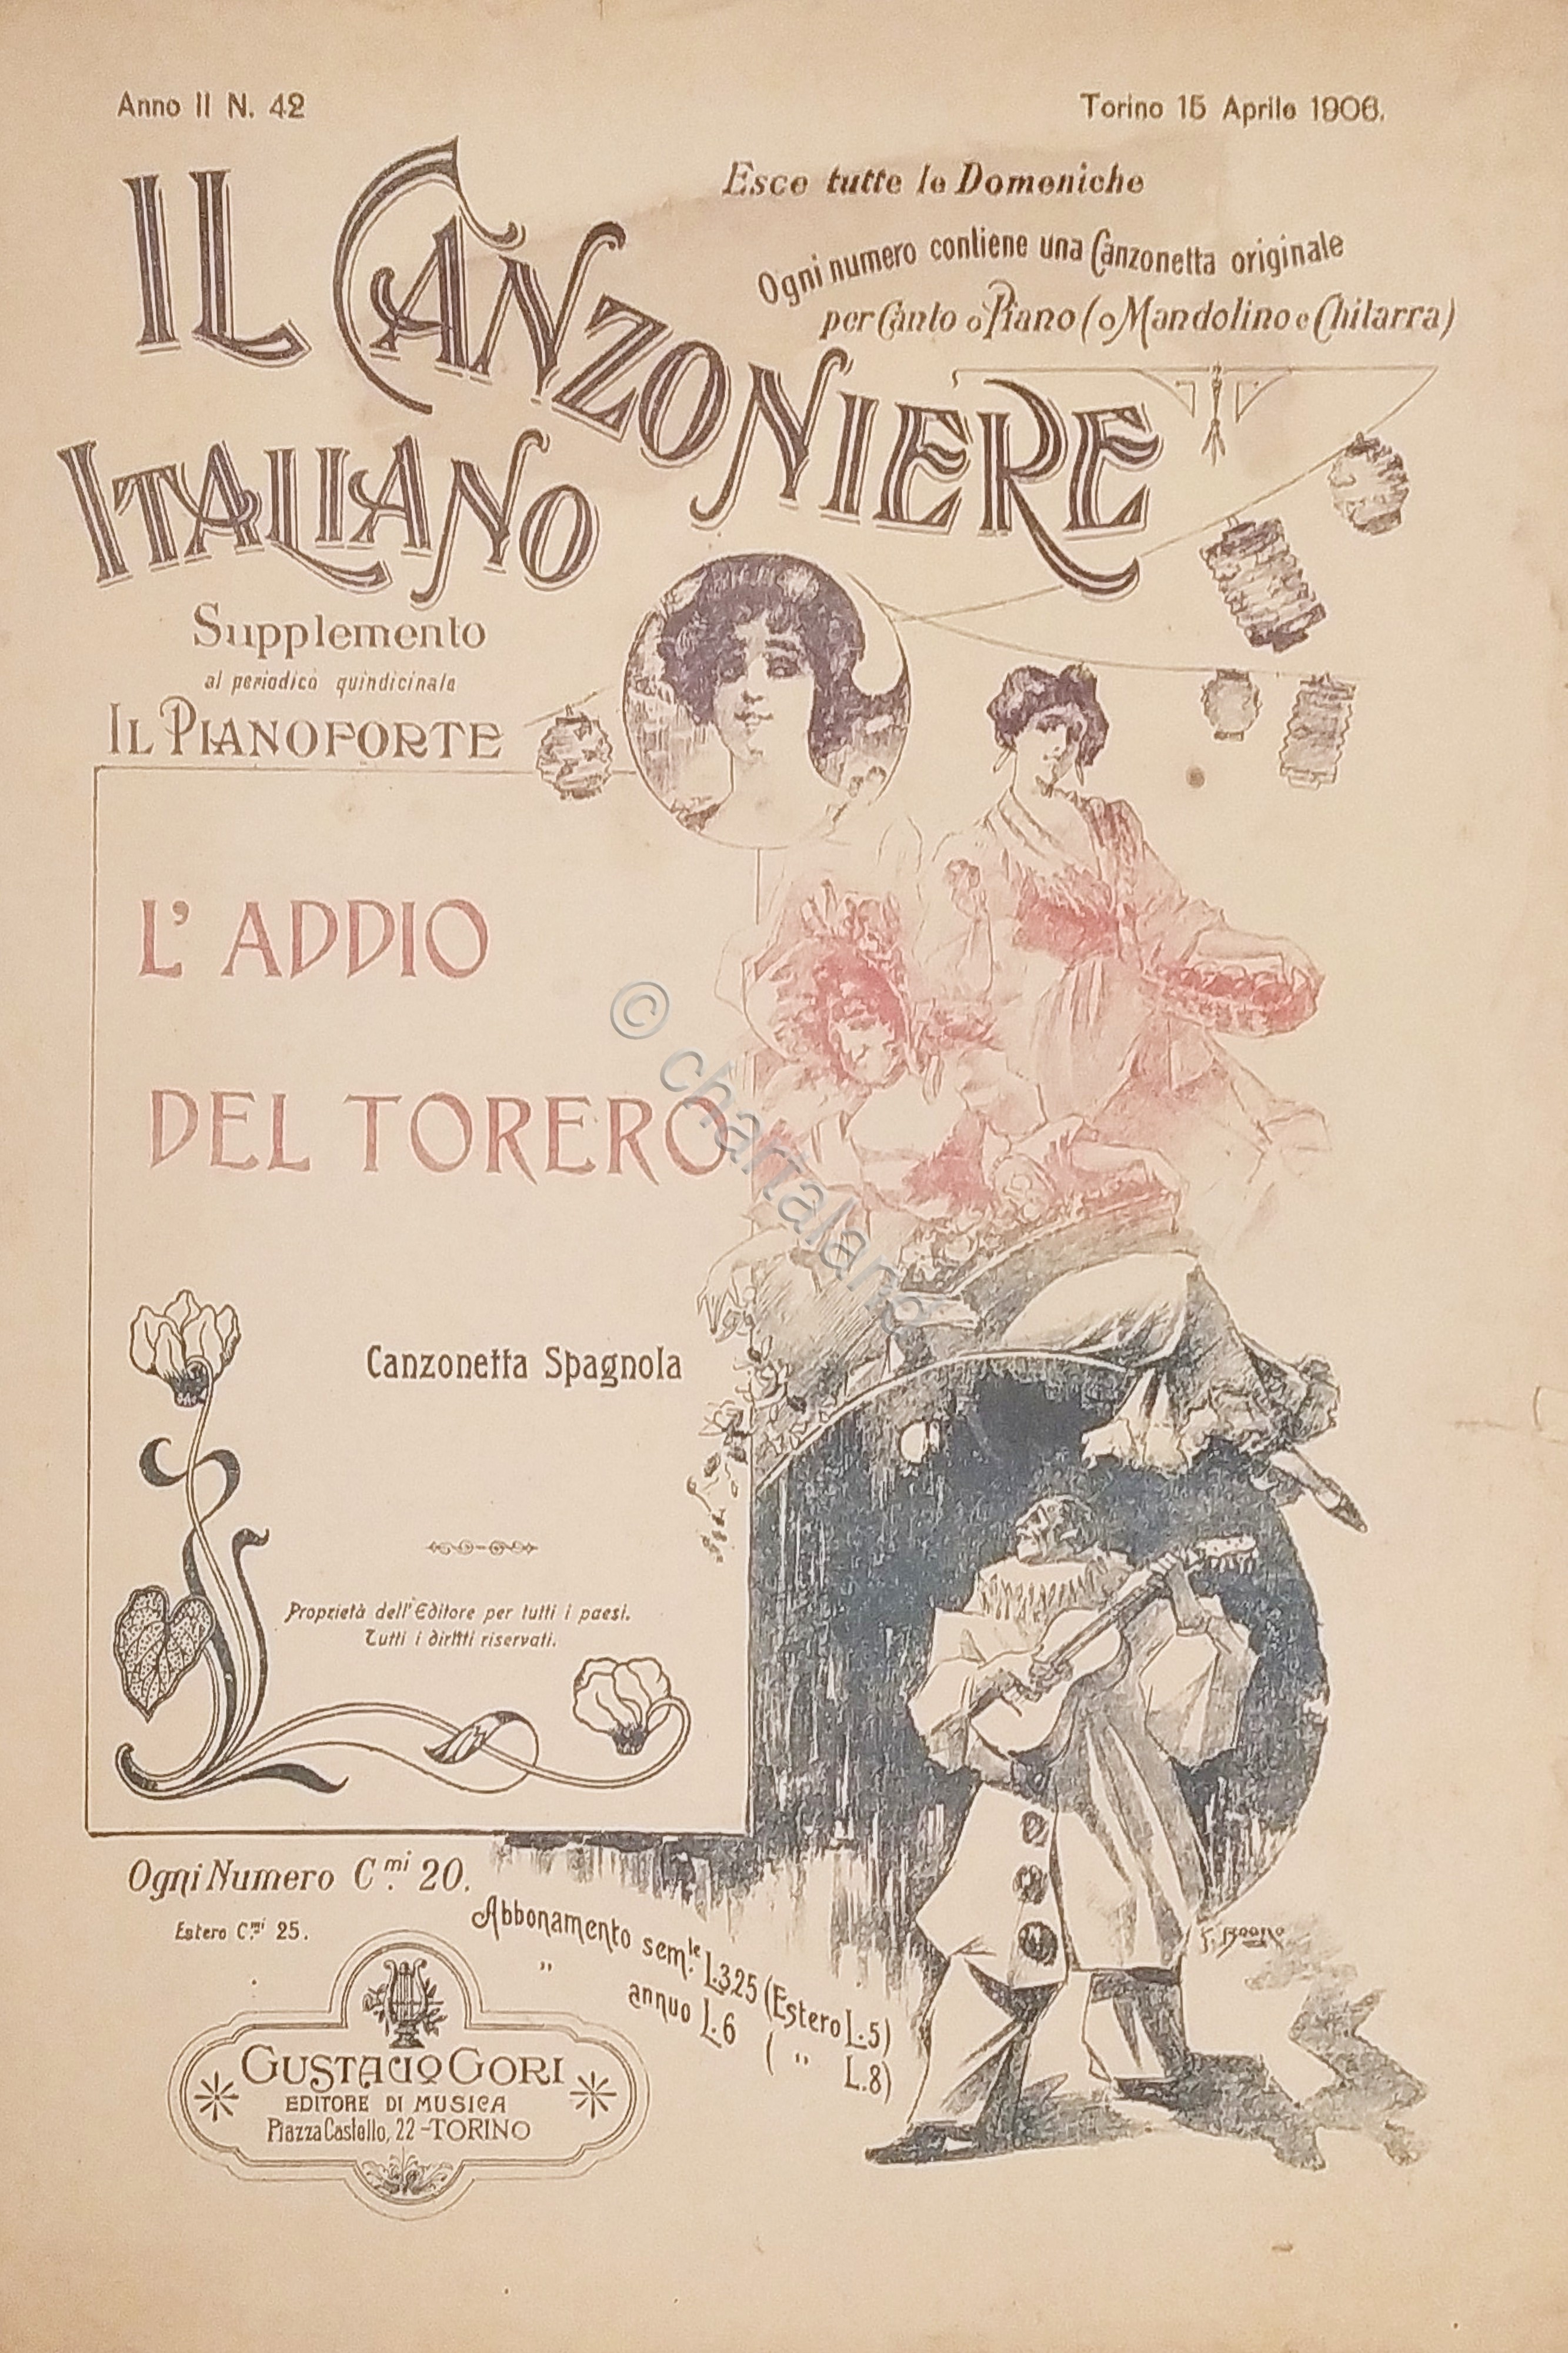 Anno II N. 42
Torino 15 Aprile 1906.
IL CANZONIERE
ITALIANO
Esce tutte le Domeniche
Ogni numero contiene una Canzonetta originale
per Canto e Piano (o Mandolino e Chitarra)
Supplemento
al periodico quindicinale
IL PIANOFORTE
L' ADDIO
DEL TORERO
Canzonetta Spagnola
Proprietà dell'Editore per tutti i paesi.
Tutti i diritti riservati.
Ogni Numero C.mi 20.
Estero C.mi 25.
Abbonamento sem.le L.3.25 (Estero L.5)
" annuo L.6 ( " L.8)
GUSTAVO GORI
EDITORE DI MUSICA
Piazza Castello, 22 - TORINO
© chartaland